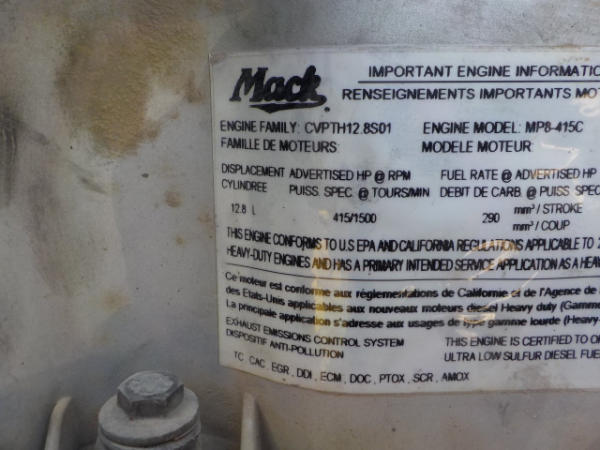 Mack
IMPORTANT ENGINE INFORMATIO
RENSEIGNEMENTS IMPORTANTS MOT
ENGINE FAMILY: CVPTH12.8S01 ENGINE MODEL: MP8-415C
FAMILLE DE MOTEURS: MODELE MOTEUR:
DISPLACEMENT ADVERTISED HP @ RPM FUEL RATE @ ADVERTISED HP
CYLINDREE PUISS. SPEC. @ TOURS/MIN DEBIT DE CARB. @ PUISS. SPEC
12.8 L 415/1500 290 mm³ / STROKE
mm³ / COUP
THIS ENGINE CONFORMS TO U.S EPA AND CALIFORNIA REGULATIONS APPLICABLE TO 2
HEAVY-DUTY ENGINES AND HAS A PRIMARY INTENDED SERVICE APPLICATION AS A HEAV
Ce moteur est conforme aux réglementations de Californie et de l'Agence de
des Etats-Unis applicables aux nouveaux moteurs diesel Heavy duty (Gamme
La principale application s'adresse aux usages de type gamme lourde (Heavy-
EXHAUST EMISSIONS CONTROL SYSTEM THIS ENGINE IS CERTIFIED TO OP
DISPOSITIF ANTI-POLLUTION ULTRA LOW SULFUR DIESEL FUE
TC, CAC, EGR, DDI, ECM, DOC, PTOX, SCR, AMOX